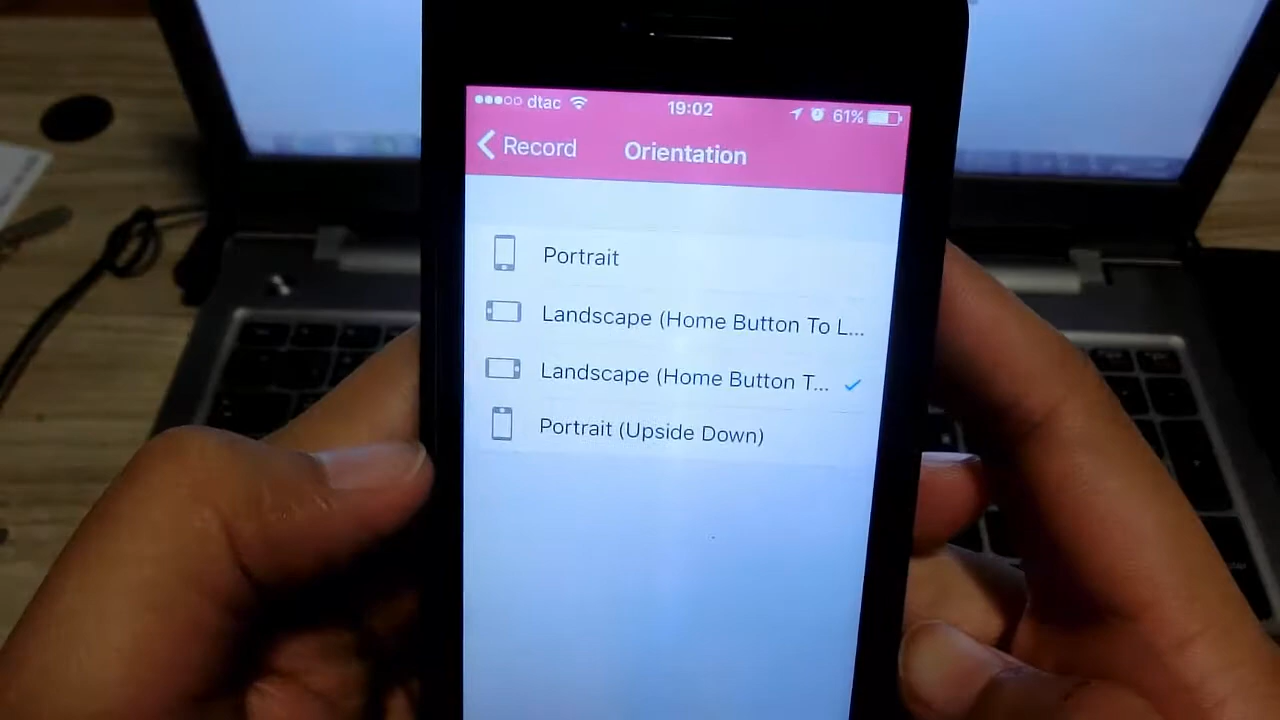 dtac 19:02 61%
Record Orientation
Portrait
Landscape (Home Button To L...
Landscape (Home Button T...
Portrait (Upside Down)